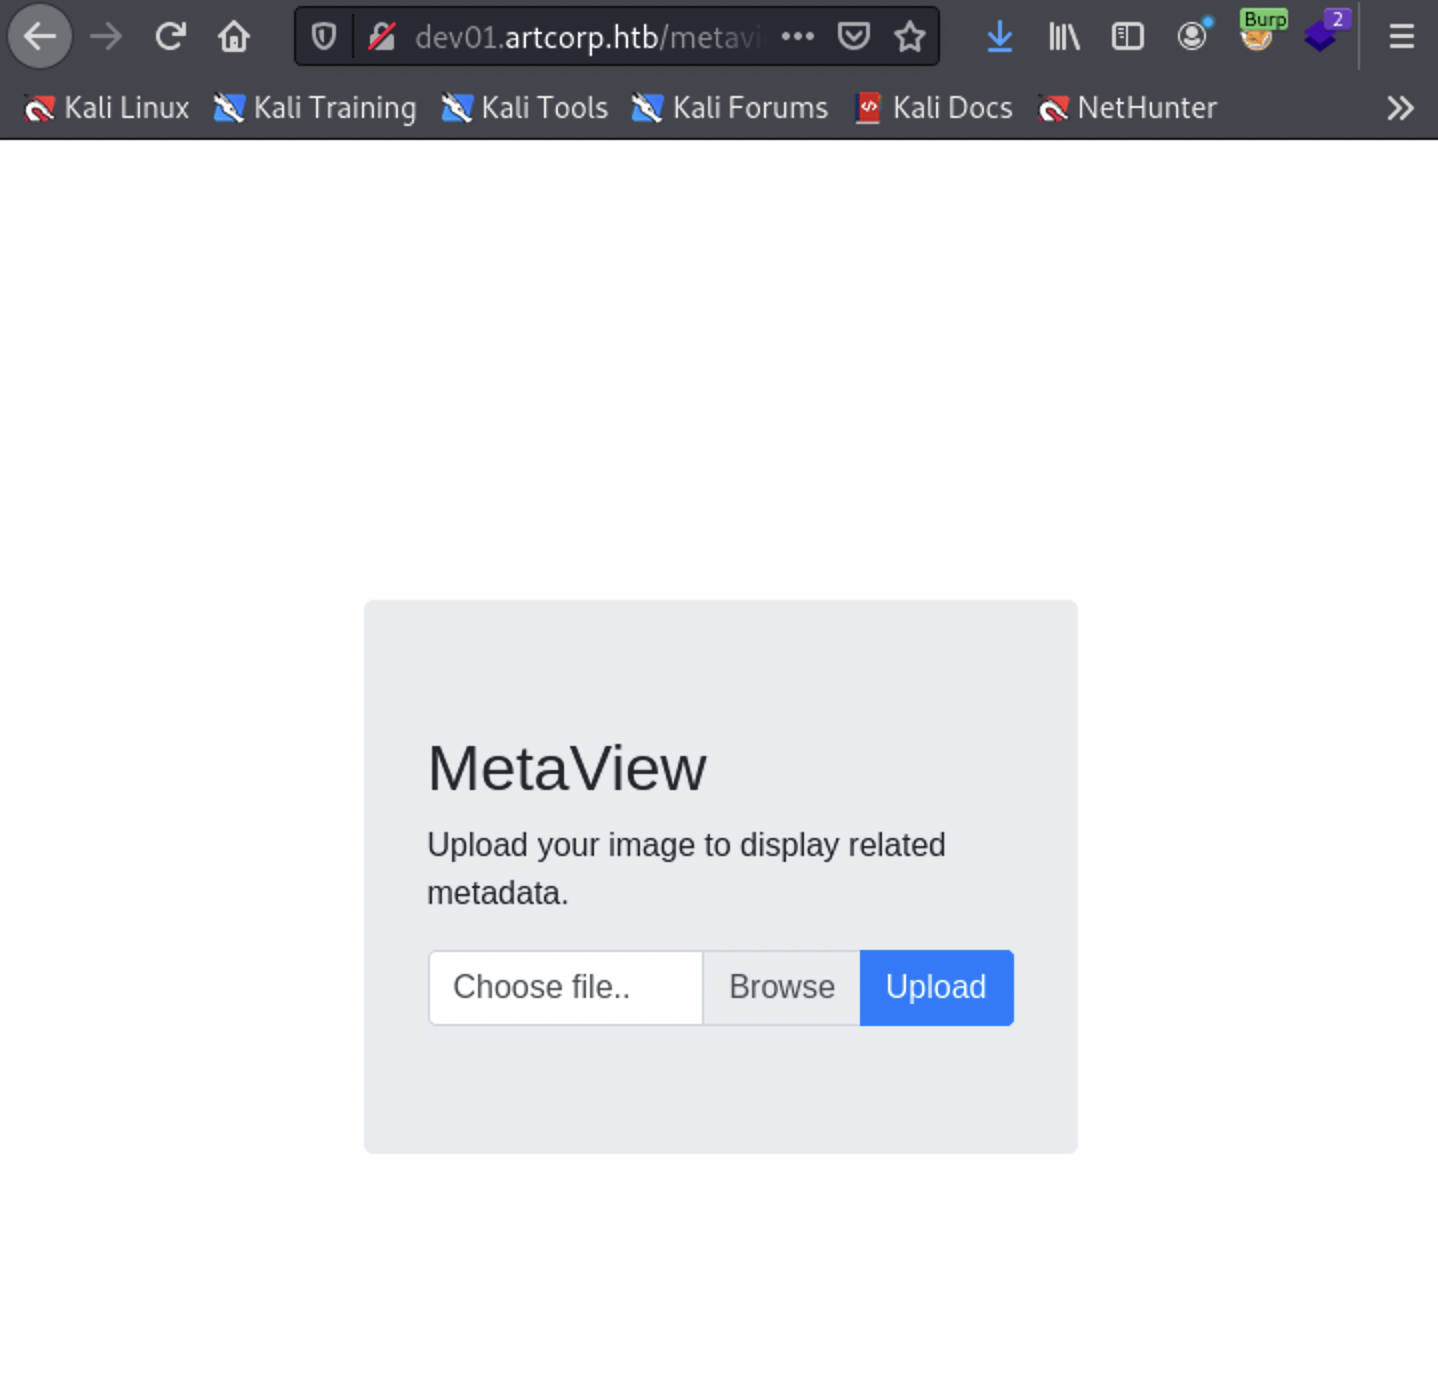 dev01.artcorp.htb/metavi
Burp
2
Kali Linux Kali Training Kali Tools Kali Forums Kali Docs NetHunter
MetaView
Upload your image to display related
metadata.
Choose file.. Browse Upload